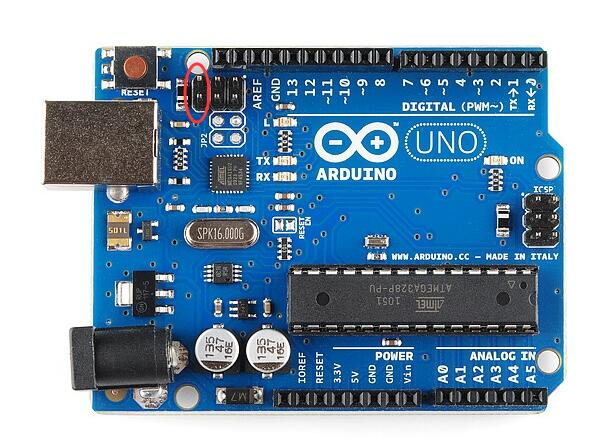 RESET
AREF
GND
13
12
~11
~10
~9
8
7
~6
~5
4
~3
2
TX→1
RX←0
DIGITAL (PWM~)
JP2
L
TX
RX
™
UNO
ARDUINO
ON
ICSP
501L
SPK16.000G
RESET
EN
WWW.ARDUINO.CC - MADE IN ITALY
ATMEL
ATMEGA328P-PU
1051
POWER
ANALOG IN
IOREF
RESET
3.3V
5V
GND
GND
Vin
A0
A1
A2
A3
A4
A5
47
16E
47
16E
M7